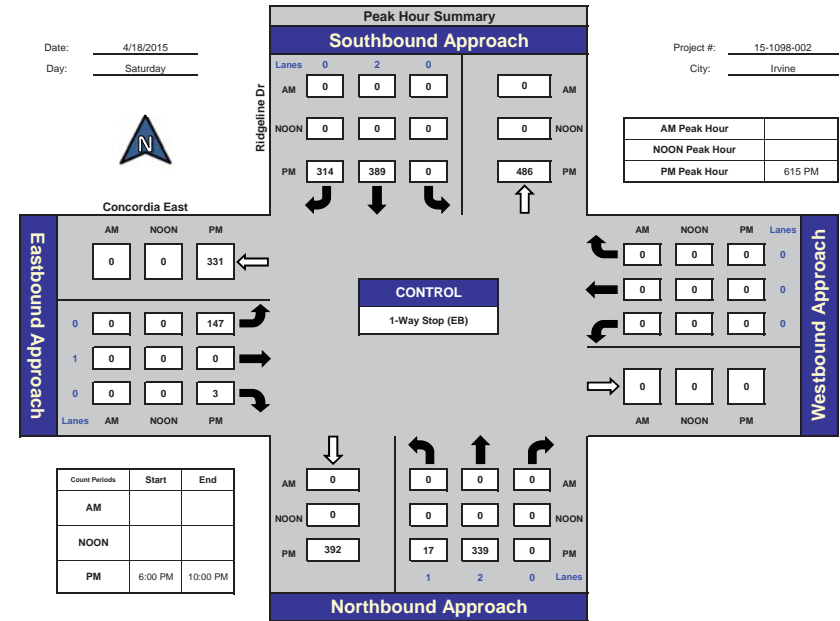 Peak Hour Summary
Southbound Approach
Date: 4/18/2015
Day: Saturday
Project #: 15-1098-002
City: Irvine
N
Ridgeline Dr
Lanes 0 2 0
AM 0 0 0 0 AM
NOON 0 0 0 0 NOON
PM 314 389 0 486 PM
AM Peak Hour
NOON Peak Hour
PM Peak Hour 615 PM
Concordia East
Eastbound Approach
AM NOON PM
0 0 331
0 0 0 147
1 0 0 0
0 0 0 3
Lanes AM NOON PM
CONTROL
1-Way Stop (EB)
Westbound Approach
AM NOON PM Lanes
0 0 0 0
0 0 0 0
0 0 0 0
0 0 0
AM NOON PM
Count Periods Start End
AM
NOON
PM 6:00 PM 10:00 PM
AM 0 0 0 0 AM
NOON 0 0 0 0 NOON
PM 392 17 339 0 PM
1 2 0 Lanes
Northbound Approach